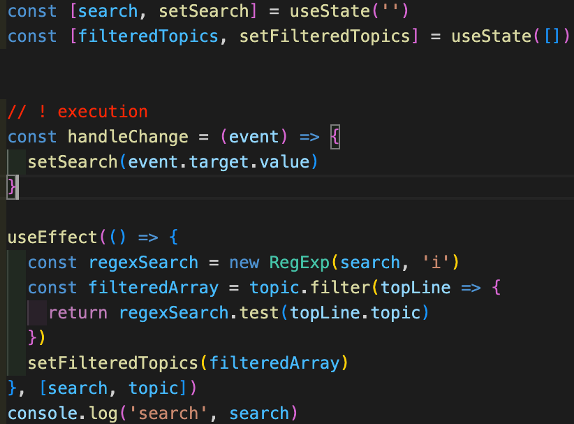 const [search, setSearch] = useState('')
const [filteredTopics, setFilteredTopics] = useState([])
// ! execution
const handleChange = (event) => {
  setSearch(event.target.value)
}
useEffect(() => {
  const regexSearch = new RegExp(search, 'i')
  const filteredArray = topic.filter(topLine => {
    return regexSearch.test(topLine.topic)
  })
  setFilteredTopics(filteredArray)
}, [search, topic])
console.log('search', search)